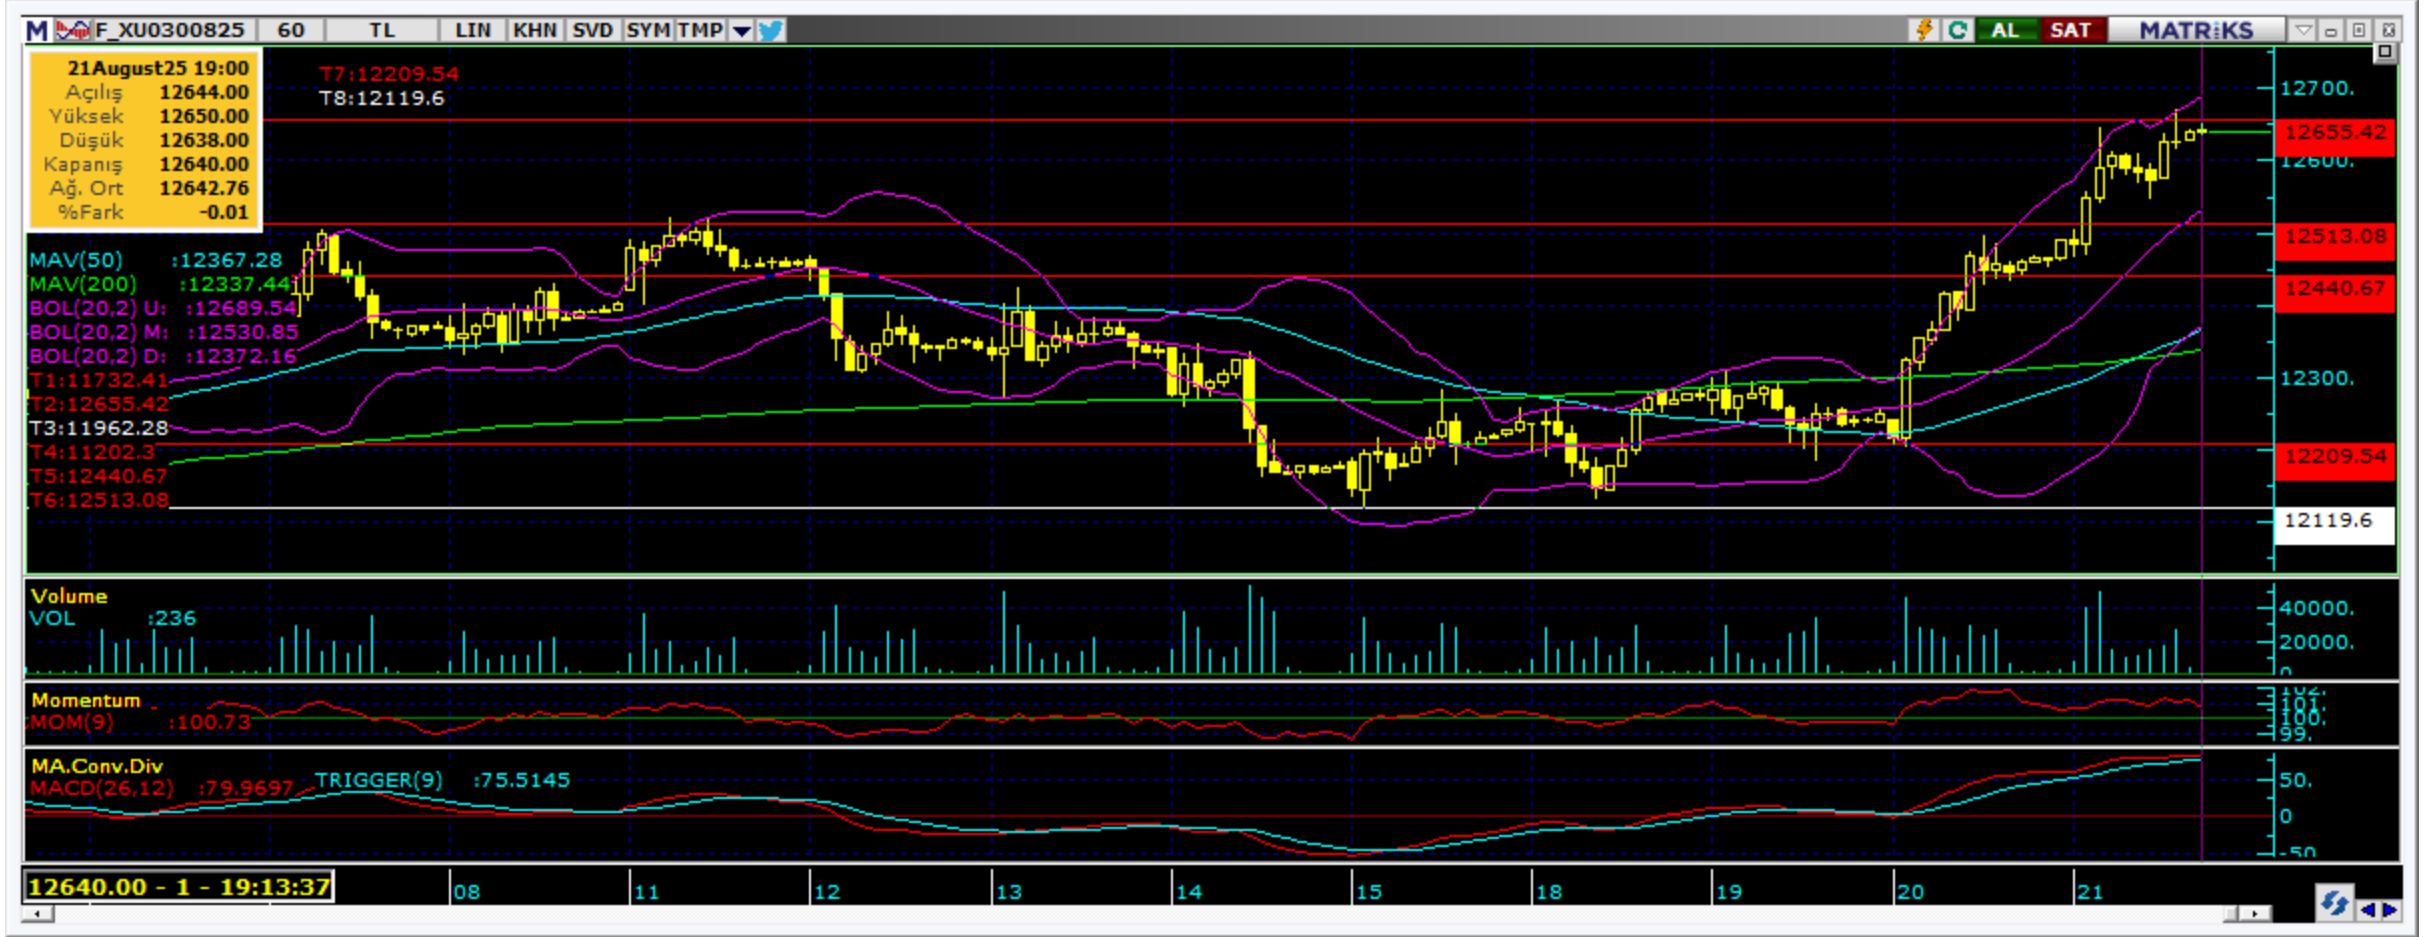 M F_XU0300825 60 TL LIN KHN SVD SYM TMP AL SAT MATRiKS
21August25 19:00
Açılış 12644.00
Yüksek 12650.00
Düşük 12638.00
Kapanış 12640.00
Ağ. Ort 12642.76
%Fark -0.01
T7:12209.54
T8:12119.6
MAV(50) :12367.28
MAV(200) :12337.44
BOL(20,2) U: :12689.54
BOL(20,2) M: :12530.85
BOL(20,2) D: :12372.16
T1:11732.41
T2:12655.42
T3:11962.28
T4:11202.3
T5:12440.67
T6:12513.08
12700.
12655.42
12600.
12513.08
12440.67
12300.
12209.54
12119.6
Volume
VOL :236
40000.
20000.
0
Momentum
MOM(9) :100.73
102.
101.
100.
99.
MA.Conv.Div
MACD(26,12) :79.9697 TRIGGER(9) :75.5145
50.
0
-50
12640.00 - 1 - 19:13:37 08 11 12 13 14 15 18 19 20 21